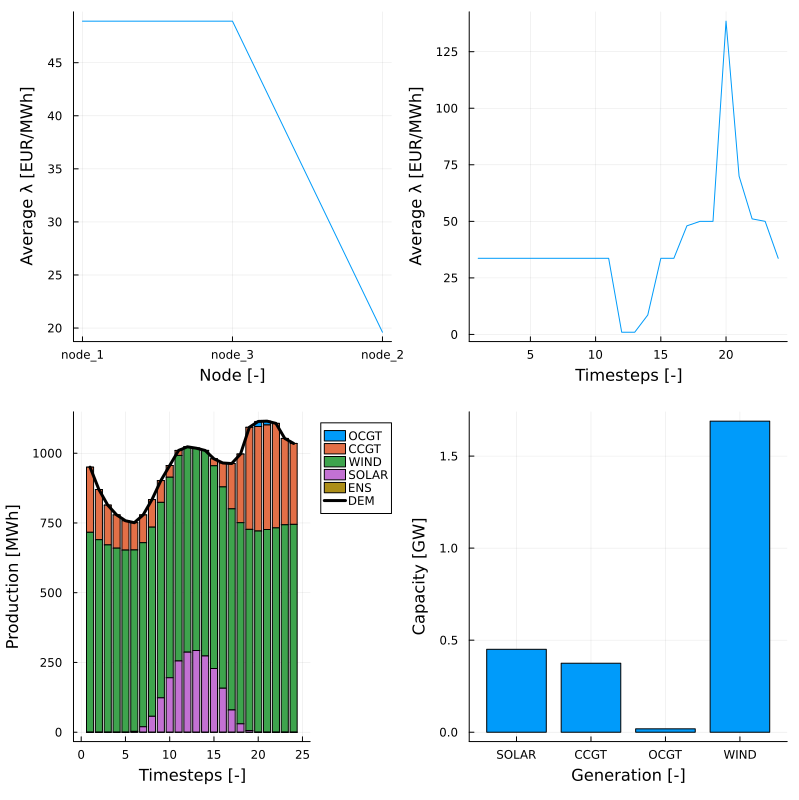 Average λ [EUR/MWh]
45
40
35
30
25
20
node_1 node_3 node_2
Node [-]
Average λ [EUR/MWh]
125
100
75
50
25
0
5 10 15 20
Timesteps [-]
Production [MWh]
1000
750
500
250
0
0 5 10 15 20 25
Timesteps [-]
OCGT
CCGT
WIND
SOLAR
ENS
DEM
Capacity [GW]
1.5
1.0
0.5
0.0
SOLAR CCGT OCGT WIND
Generation [-]